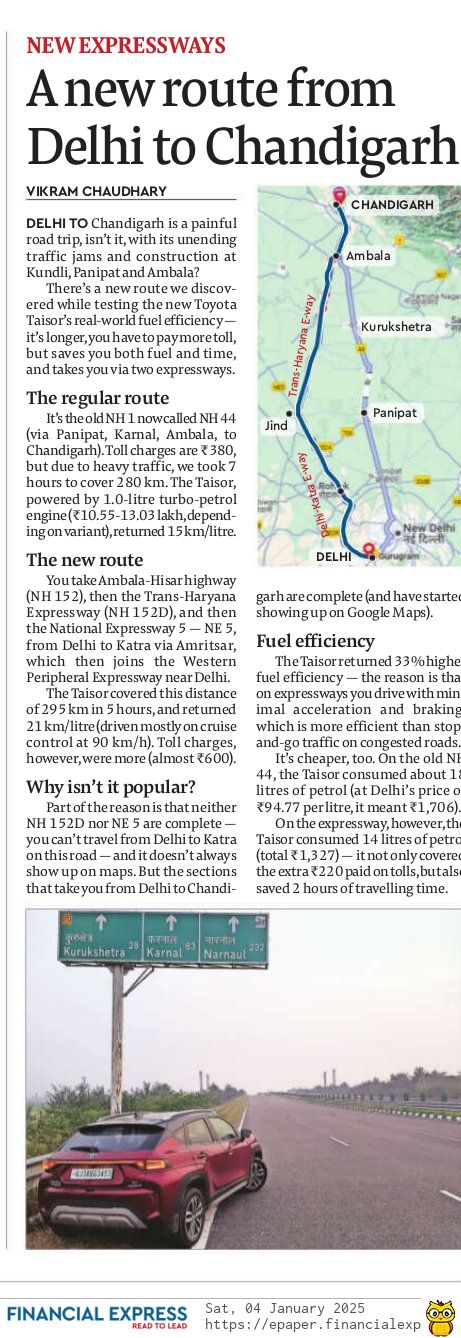 NEW EXPRESSWAYS
A new route from
Delhi to Chandigarh
VIKRAM CHAUDHARY
DELHI TO Chandigarh is a painful
road trip, isn't it, with its unending
traffic jams and construction at
Kundli, Panipat and Ambala?
There's a new route we discov-
ered while testing the new Toyota
Taisor's real-world fuel efficiency —
it's longer, you have to pay more toll,
but saves you both fuel and time,
and takes you via two expressways.
The regular route
It's the old NH 1 now called NH 44
(via Panipat, Karnal, Ambala, to
Chandigarh). Toll charges are ₹380,
but due to heavy traffic, we took 7
hours to cover 280 km. The Taisor,
powered by 1.0-litre turbo-petrol
engine (₹10.55-13.03 lakh, depend-
ing on variant), returned 15 km/litre.
The new route
You take Ambala-Hisar highway
(NH 152), then the Trans-Haryana
Expressway (NH 152D), and then
the National Expressway 5 — NE 5,
from Delhi to Katra via Amritsar,
which then joins the Western
Peripheral Expressway near Delhi.
The Taisor covered this distance
of 295 km in 5 hours, and returned
21 km/litre (driven mostly on cruise
control at 90 km/h). Toll charges,
however, were more (almost ₹600).
Why isn't it popular?
Part of the reason is that neither
NH 152D nor NE 5 are complete —
you can't travel from Delhi to Katra
on this road — and it doesn't always
show up on maps. But the sections
that take you from Delhi to Chandi-
CHANDIGARH
Ambala
Kurukshetra
Trans-Haryana E-way
44
Panipat
Jind
Delhi-Katra E-way
New Delhi
नई दिल्ली
DELHI
Gurugram
garh are complete (and have started
showing up on Google Maps).
Fuel efficiency
The Taisor returned 33% highe
fuel efficiency — the reason is tha
on expressways you drive with min
imal acceleration and braking
which is more efficient than stop
and-go traffic on congested roads.
It's cheaper, too. On the old NH
44, the Taisor consumed about 18
litres of petrol (at Delhi's price o
₹94.77 per litre, it meant ₹1,706).
On the expressway, however, the
Taisor consumed 14 litres of petro
(total ₹1,327) — it not only covered
the extra ₹220 paid on tolls, but als
saved 2 hours of travelling time.
कुरुक्षेत्र करनाल नारनौल
Kurukshetra 28 Karnal 63 Narnaul 232
FINANCIAL EXPRESS
READ TO LEAD
Sat, 04 January 2025
https://epaper.financialexp